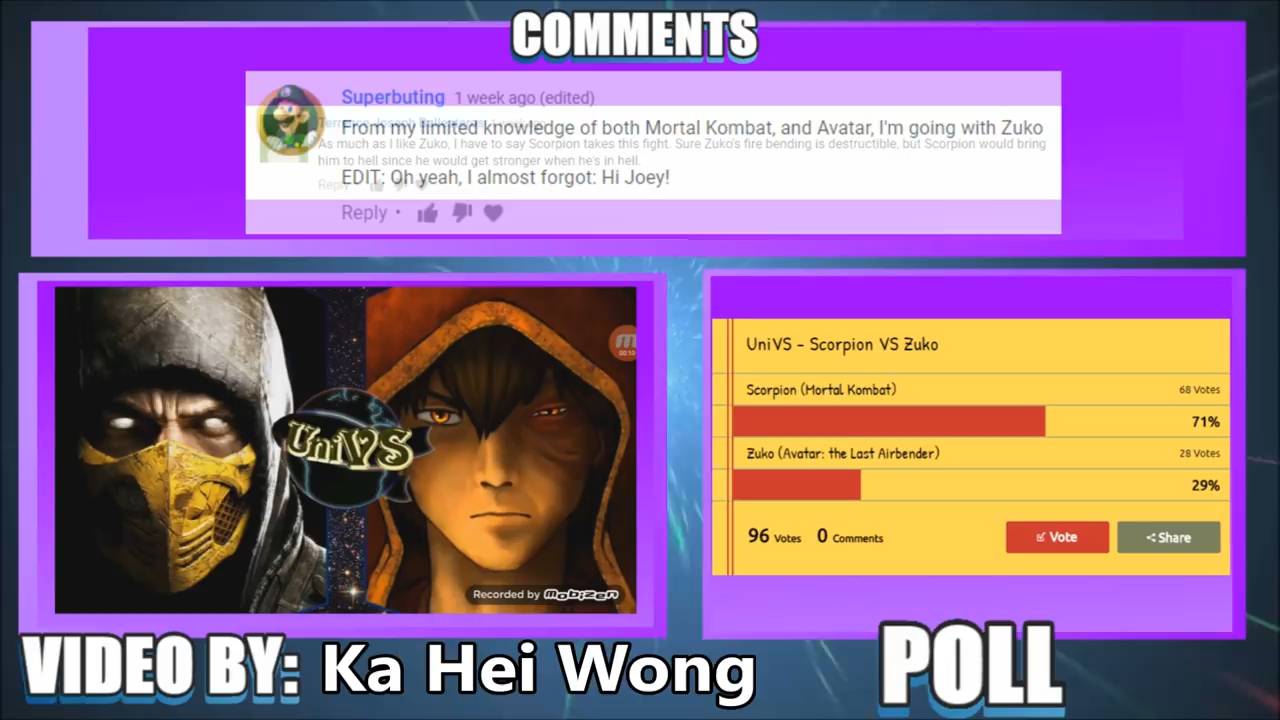 COMMENTS
Superbuting 1 week ago (edited)
From my limited knowledge of both Mortal Kombat, and Avatar, I'm going with Zuko
As much as I like Zuko, I have to say Scorpion takes this fight. Sure Zuko's fire bending is destructible, but Scorpion would bring
him to hell since he would get stronger when he's in hell.
EDIT: Oh yeah, I almost forgot: Hi Joey!
Reply
Reply •
UniVS
Recorded by Mobizen
UniVS - Scorpion VS Zuko
Scorpion (Mortal Kombat) 68 Votes
71%
Zuko (Avatar: the Last Airbender) 28 Votes
29%
96 Votes 0 Comments
Vote Share
VIDEO BY: Ka Hei Wong
POLL